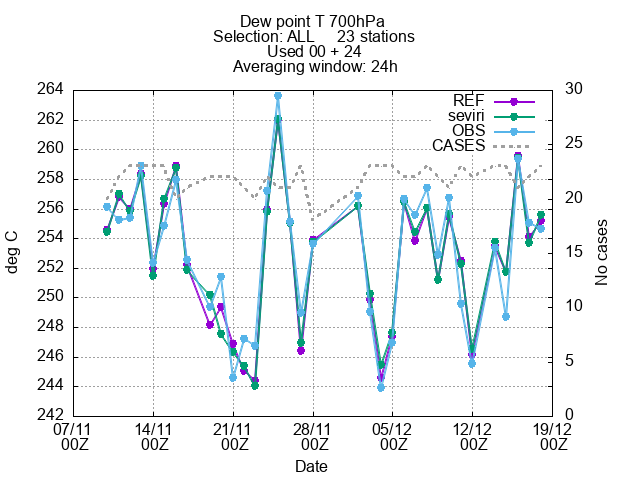 Dew point T 700hPa
Selection: ALL     23 stations
Used 00 + 24
Averaging window: 24h
264
262
260
258
256
254
252
250
248
246
244
242
30
25
20
15
10
5
0
REF
seviri
OBS
CASES
deg C
No cases
07/11 14/11 21/11 28/11 05/12 12/12 19/12
00Z 00Z 00Z 00Z 00Z 00Z 00Z
Date